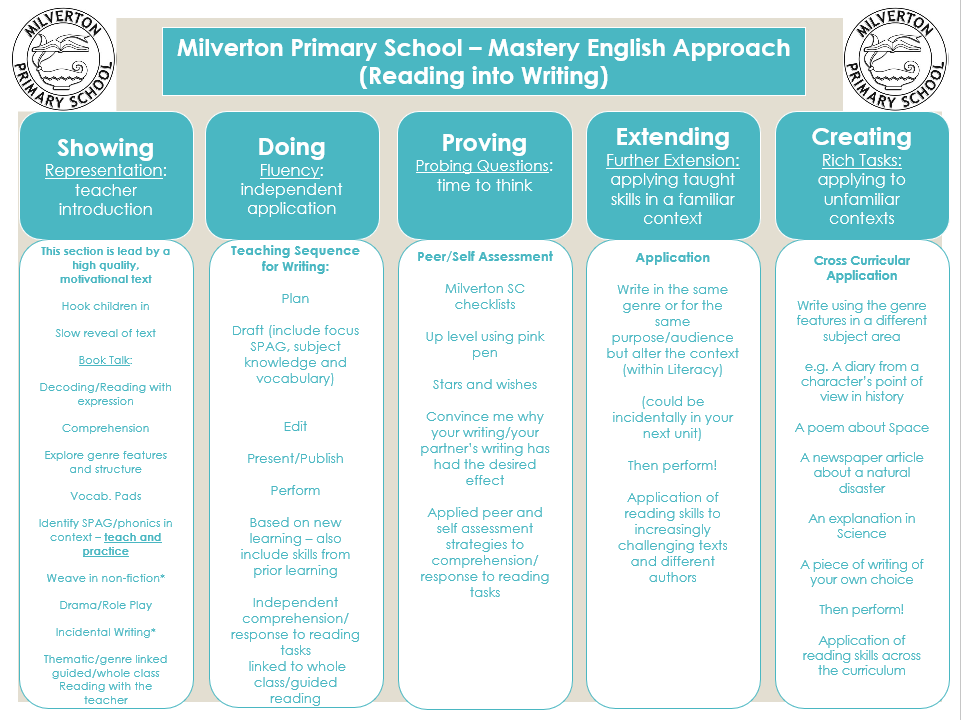 MILVERTON
PRIMARY SCHOOL
Milverton Primary School – Mastery English Approach
(Reading into Writing)
MILVERTON
PRIMARY SCHOOL
Showing
Representation:
teacher
introduction
This section is lead by a
high quality,
motivational text
Hook children in
Slow reveal of text
Book Talk:
Decoding/Reading with
expression
Comprehension
Explore genre features
and structure
Vocab. Pads
Identify SPAG/phonics in
context – teach and
practice
Weave in non-fiction*
Drama/Role Play
Incidental Writing*
Thematic/genre linked
guided/whole class
Reading with the
teacher
Doing
Fluency:
independent
application
Teaching Sequence
for Writing:
Plan
Draft (include focus
SPAG, subject
knowledge and
vocabulary)
Edit
Present/Publish
Perform
Based on new
learning – also
include skills from
prior learning
Independent
comprehension/
response to reading
tasks
linked to whole
class/guided
reading
Proving
Probing Questions:
time to think
Peer/Self Assessment
Milverton SC
checklists
Up level using pink
pen
Stars and wishes
Convince me why
your writing/your
partner's writing has
had the desired
effect
Applied peer and
self assessment
strategies to
comprehension/
response to reading
tasks
Extending
Further Extension:
applying taught
skills in a familiar
context
Application
Write in the same
genre or for the
same
purpose/audience
but alter the context
(within Literacy)
(could be
incidentally in your
next unit)
Then perform!
Application of
reading skills to
increasingly
challenging texts
and different
authors
Creating
Rich Tasks:
applying to
unfamiliar
contexts
Cross Curricular
Application
Write using the genre
features in a different
subject area
e.g. A diary from a
character's point of
view in history
A poem about Space
A newspaper article
about a natural
disaster
An explanation in
Science
A piece of writing of
your own choice
Then perform!
Application of
reading skills across
the curriculum